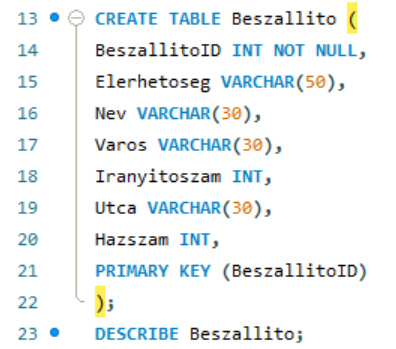 13 CREATE TABLE Beszallito (
14 BeszallitoID INT NOT NULL,
15 Elerhetoseg VARCHAR(50),
16 Nev VARCHAR(30),
17 Varos VARCHAR(30),
18 Iranyitoszam INT,
19 Utca VARCHAR(30),
20 Hazszam INT,
21 PRIMARY KEY (BeszallitoID)
22 );
23 DESCRIBE Beszallito;